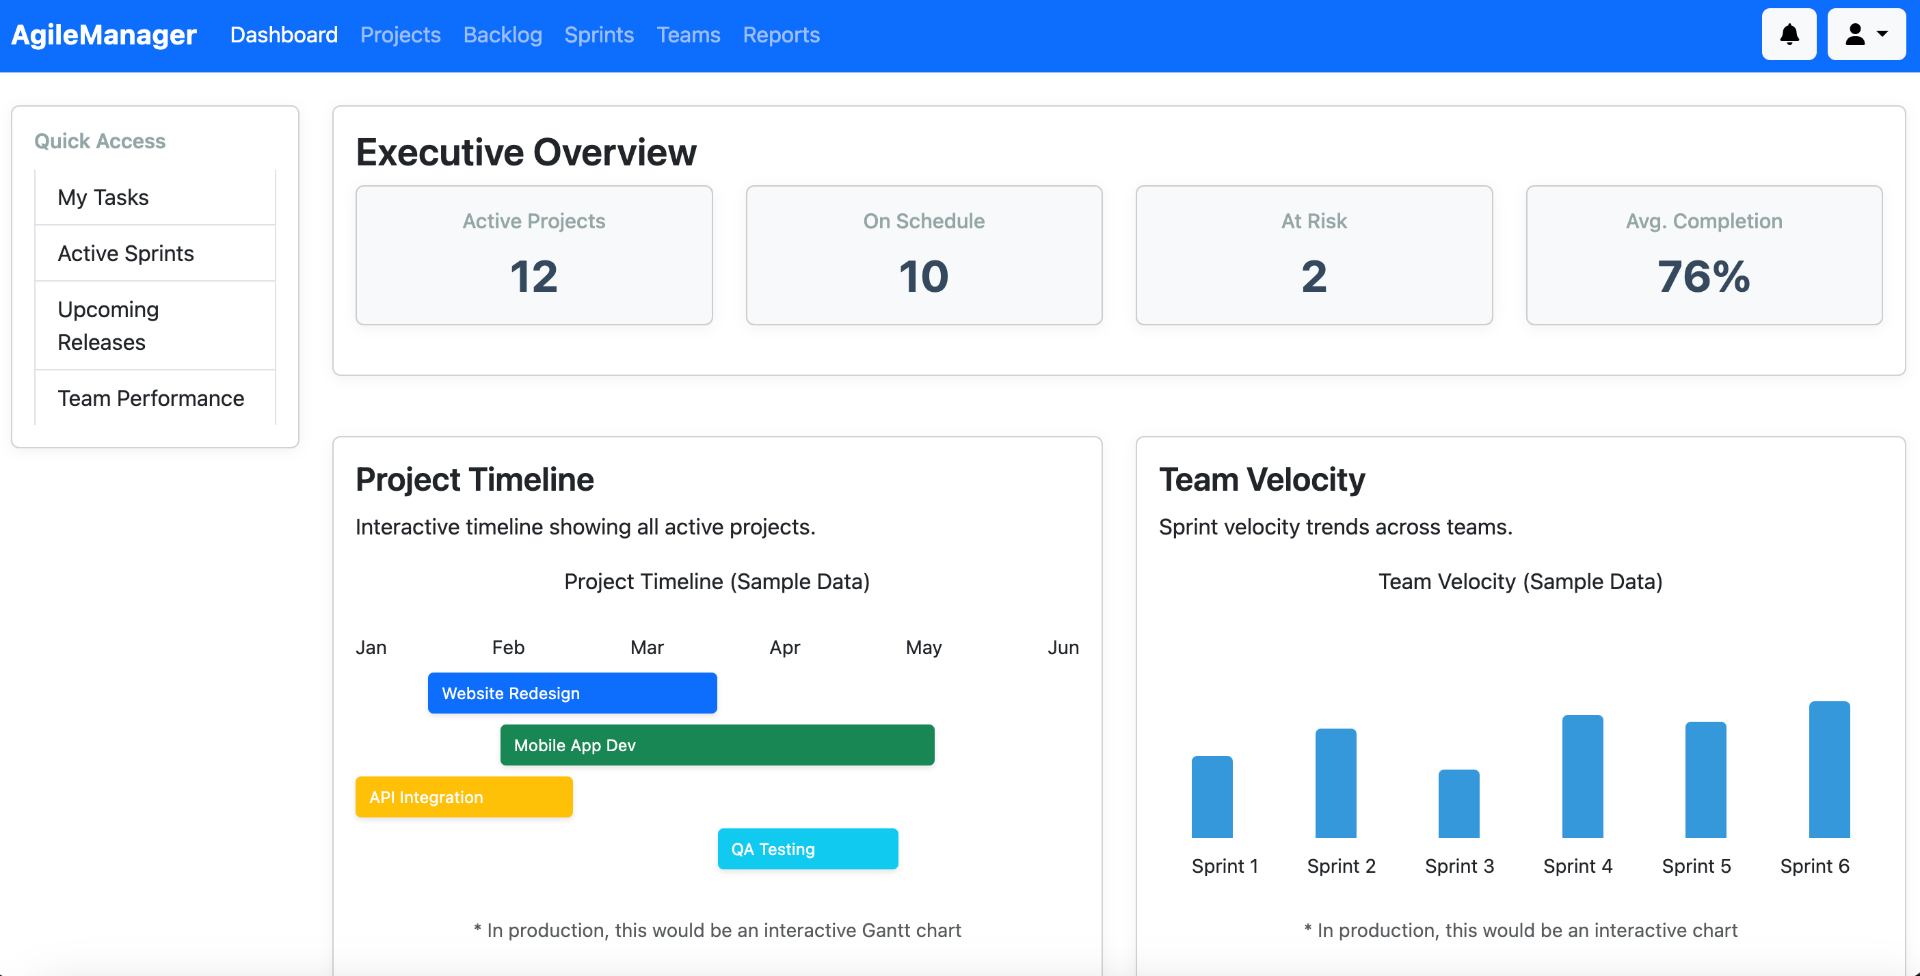 AgileManager Dashboard Projects Backlog Sprints Teams Reports
Quick Access
My Tasks
Active Sprints
Upcoming
Releases
Team Performance
Executive Overview
Active Projects
12
On Schedule
10
At Risk
2
Avg. Completion
76%
Project Timeline
Interactive timeline showing all active projects.
Project Timeline (Sample Data)
Jan Feb Mar Apr May Jun
Website Redesign
Mobile App Dev
API Integration
QA Testing
* In production, this would be an interactive Gantt chart
Team Velocity
Sprint velocity trends across teams.
Team Velocity (Sample Data)
Sprint 1 Sprint 2 Sprint 3 Sprint 4 Sprint 5 Sprint 6
* In production, this would be an interactive chart